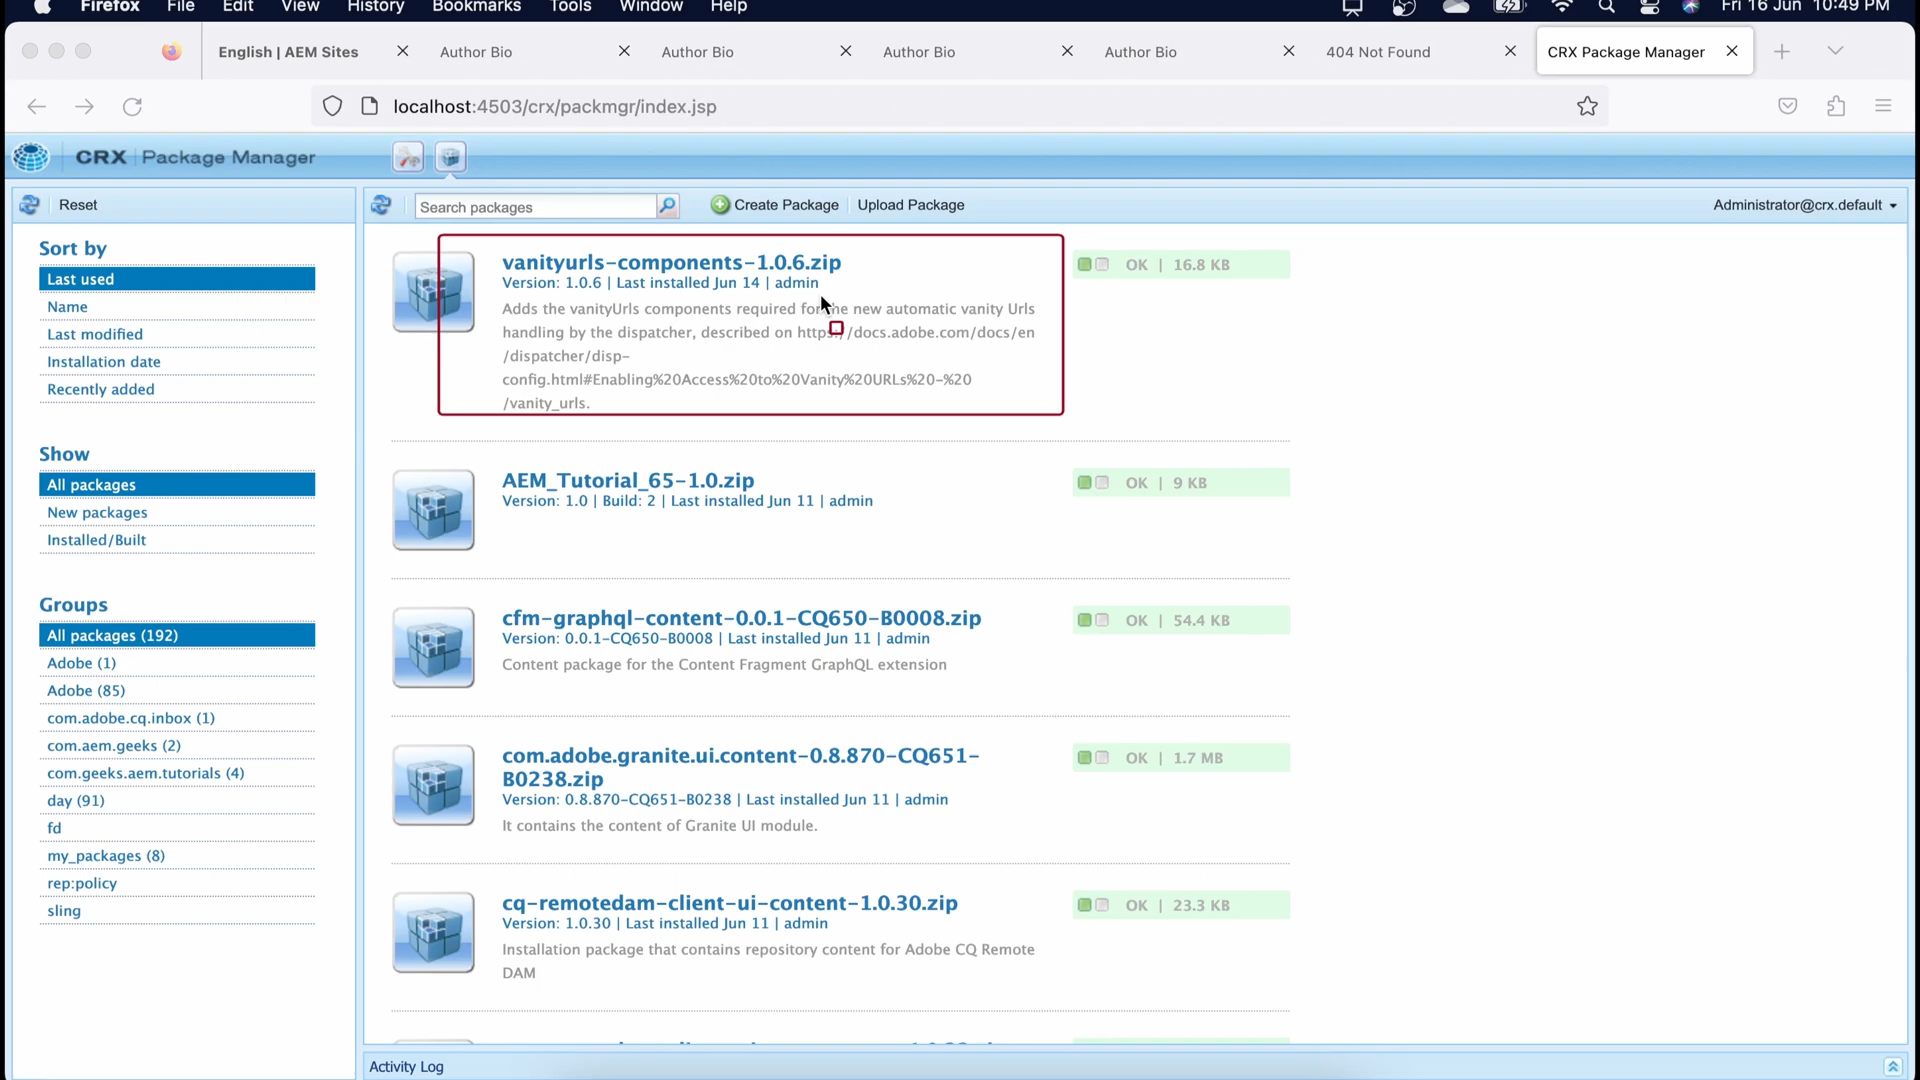 Firefox File Edit View History Bookmarks Tools Window Help Fri 16 Jun 10:49 PM
English | AEM Sites Author Bio Author Bio Author Bio Author Bio 404 Not Found CRX Package Manager
localhost:4503/crx/packmgr/index.jsp
CRX Package Manager
Reset
Search packages Create Package Upload Package Administrator@crx.default
Sort by
Last used
Name
Last modified
Installation date
Recently added
Show
All packages
New packages
Installed/Built
Groups
All packages (192)
Adobe (1)
Adobe (85)
com.adobe.cq.inbox (1)
com.aem.geeks (2)
com.geeks.aem.tutorials (4)
day (91)
fd
my_packages (8)
rep:policy
sling
vanityurls-components-1.0.6.zip
Version: 1.0.6 | Last installed Jun 14 | admin
OK | 16.8 KB
Adds the vanityUrls components required for the new automatic vanity Urls
handling by the dispatcher, described on https://docs.adobe.com/docs/en
/dispatcher/disp-
config.html#Enabling%20Access%20to%20Vanity%20URLs%20-%20
/vanity_urls.
AEM_Tutorial_65-1.0.zip
Version: 1.0 | Build: 2 | Last installed Jun 11 | admin
OK | 9 KB
cfm-graphql-content-0.0.1-CQ650-B0008.zip
Version: 0.0.1-CQ650-B0008 | Last installed Jun 11 | admin
OK | 54.4 KB
Content package for the Content Fragment GraphQL extension
com.adobe.granite.ui.content-0.8.870-CQ651-
B0238.zip
Version: 0.8.870-CQ651-B0238 | Last installed Jun 11 | admin
OK | 1.7 MB
It contains the content of Granite UI module.
cq-remotedam-client-ui-content-1.0.30.zip
Version: 1.0.30 | Last installed Jun 11 | admin
OK | 23.3 KB
Installation package that contains repository content for Adobe CQ Remote
DAM
Activity Log